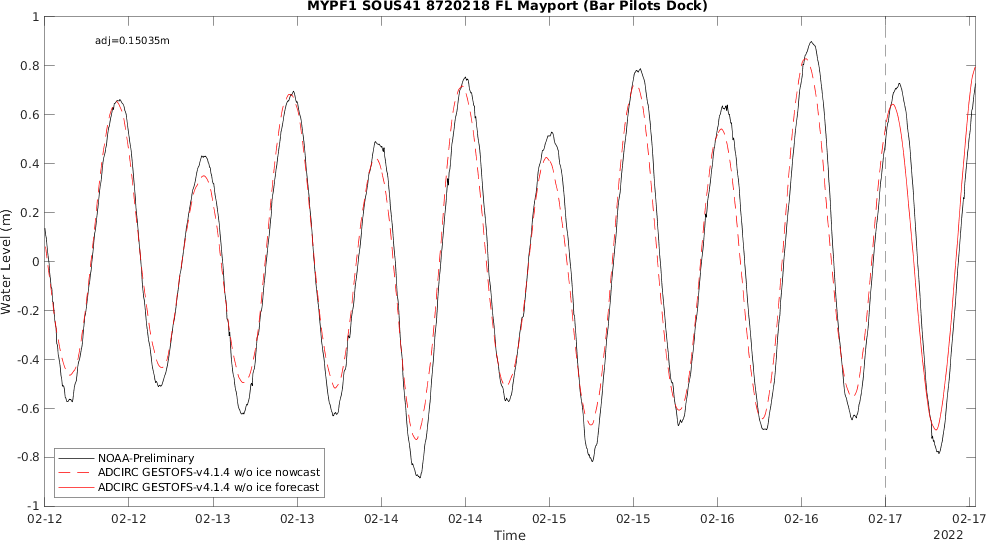 MYPF1 SOUS41 8720218 FL Mayport (Bar Pilots Dock)
adj=0.15035m
1
0.8
0.6
0.4
0.2
0
-0.2
-0.4
-0.6
-0.8
-1
Water Level (m)
NOAA-Preliminary
ADCIRC GESTOFS-v4.1.4 w/o ice nowcast
ADCIRC GESTOFS-v4.1.4 w/o ice forecast
02-12 02-12 02-13 02-13 02-14 02-14 02-15 02-15 02-16 02-16 02-17 02-17
Time
2022